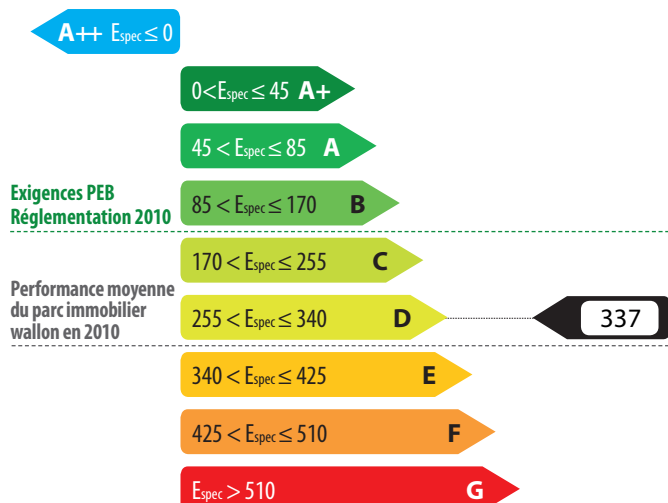 A++ Espec ≤ 0
0<Espec ≤ 45 A+
45 < Espec ≤ 85 A
Exigences PEB
Réglementation 2010
85 < Espec ≤ 170 B
170 < Espec ≤ 255 C
Performance moyenne
du parc immobilier
wallon en 2010
255 < Espec ≤ 340 D
337
340 < Espec ≤ 425 E
425 < Espec ≤ 510 F
Espec > 510 G